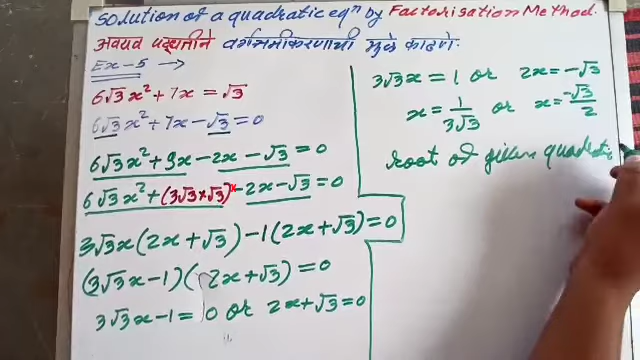 Solution of a quadratic eqn by Factorisation Method.
अवयव पद्धतीने वर्गसमीकरणाची मुळे काढणे.
Ex-5 →
6√3x² + 7x = √3
6√3x² + 7x - √3 = 0
6√3x² + 9x - 2x - √3 = 0
6√3x² + (3√3×√3)x - 2x - √3 = 0
3√3x(2x + √3) - 1(2x + √3) = 0
(3√3x - 1)(2x + √3) = 0
3√3x - 1 = 0 or 2x + √3 = 0
3√3x = 1 or 2x = -√3
x = 1/3√3 or x = -√3/2
root of given quadratic